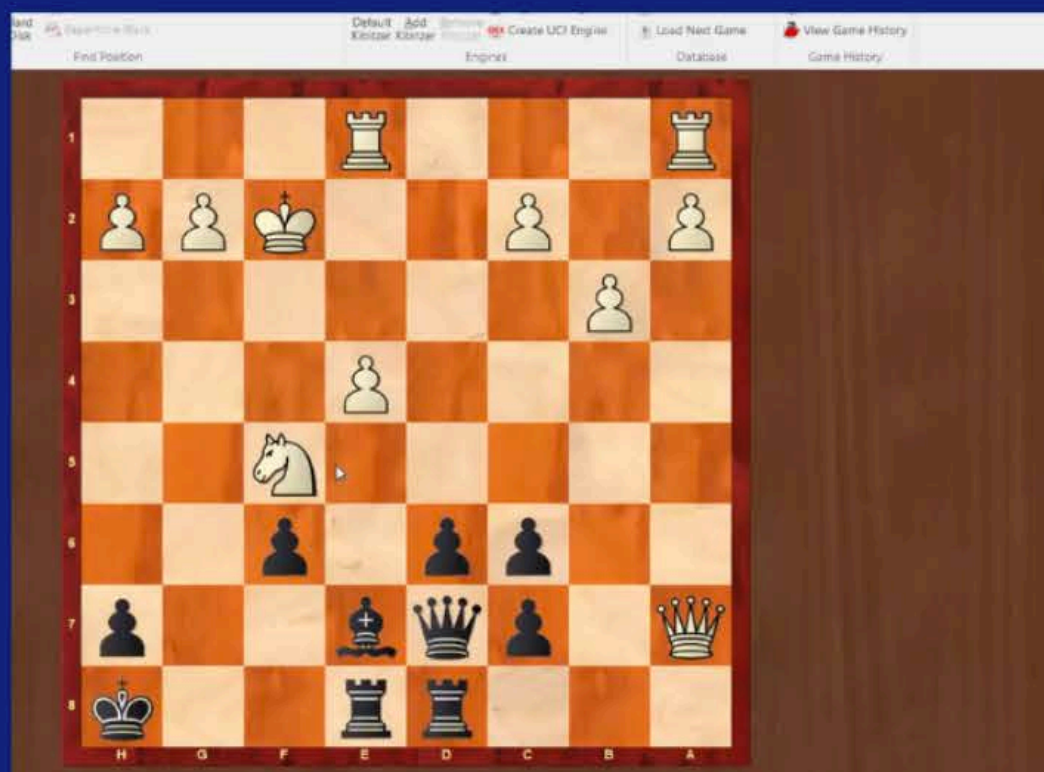 Default Add
Kibitzer Kibitzer
Create UCI Engine
Load Next Game
View Game History
Find Position
Engines
Database
Game History
1
2
3
4
5
6
7
8
H G F E D C B A